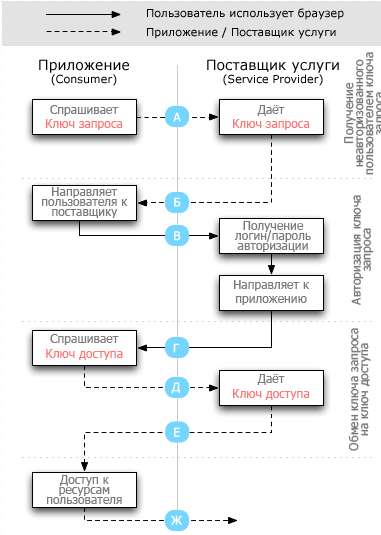 Пользователь использует браузер
Приложение / Поставщик услуги
Приложение
(Consumer)
Поставщик услуги
(Service Provider)
Спрашивает
Ключ запроса
А
Даёт
Ключ запроса
Получение
неавторизованного
пользователем ключа
запроса
Направляет
пользователя к
поставщику
Б
В
Получение
логин/пароль
авторизации
Направляет к
приложению
Авторизация ключа
запроса
Спрашивает
Ключ доступа
Г
Д
Даёт
Ключ доступа
Е
Обмен ключа запроса
на ключ доступа
Доступ к
ресурсам
пользователя
Ж